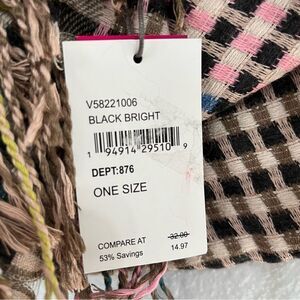 V58221006
BLACK BRIGHT
1 94914 29510 9
DEPT:876
ONE SIZE
32.00
COMPARE AT 14.97
53% Savings